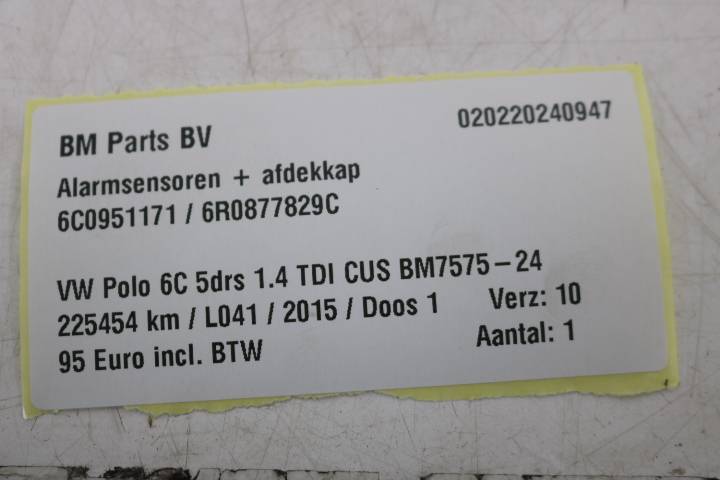 BM Parts BV 020220240947
Alarmsensoren + afdekkap
6C0951171 / 6R0877829C
VW Polo 6C 5drs 1.4 TDI CUS BM7575-24
225454 km / L041 / 2015 / Doos 1 Verz: 10
95 Euro incl. BTW Aantal: 1